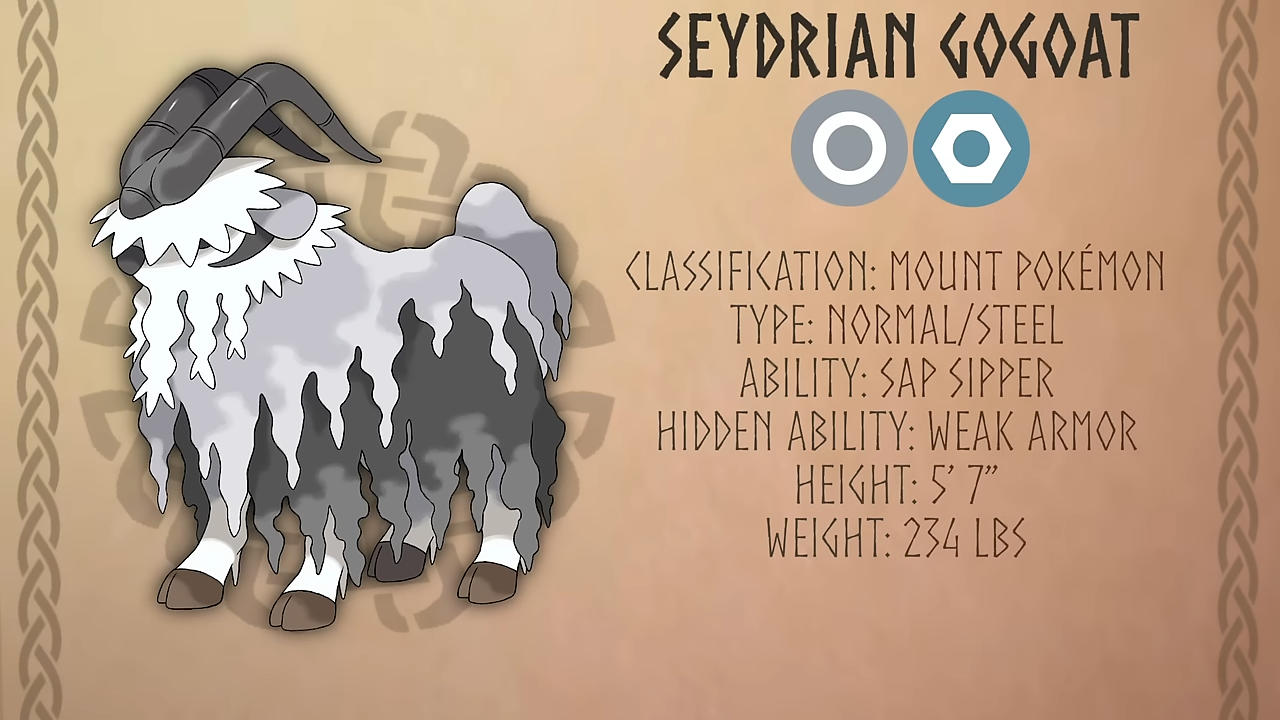 SEYDRIAN GOGOAT
CLASSIFICATION: MOUNT POKÉMON
TYPE: NORMAL/STEEL
ABILITY: SAP SIPPER
HIDDEN ABILITY: WEAK ARMOR
HEIGHT: 5' 7"
WEIGHT: 234 LBS